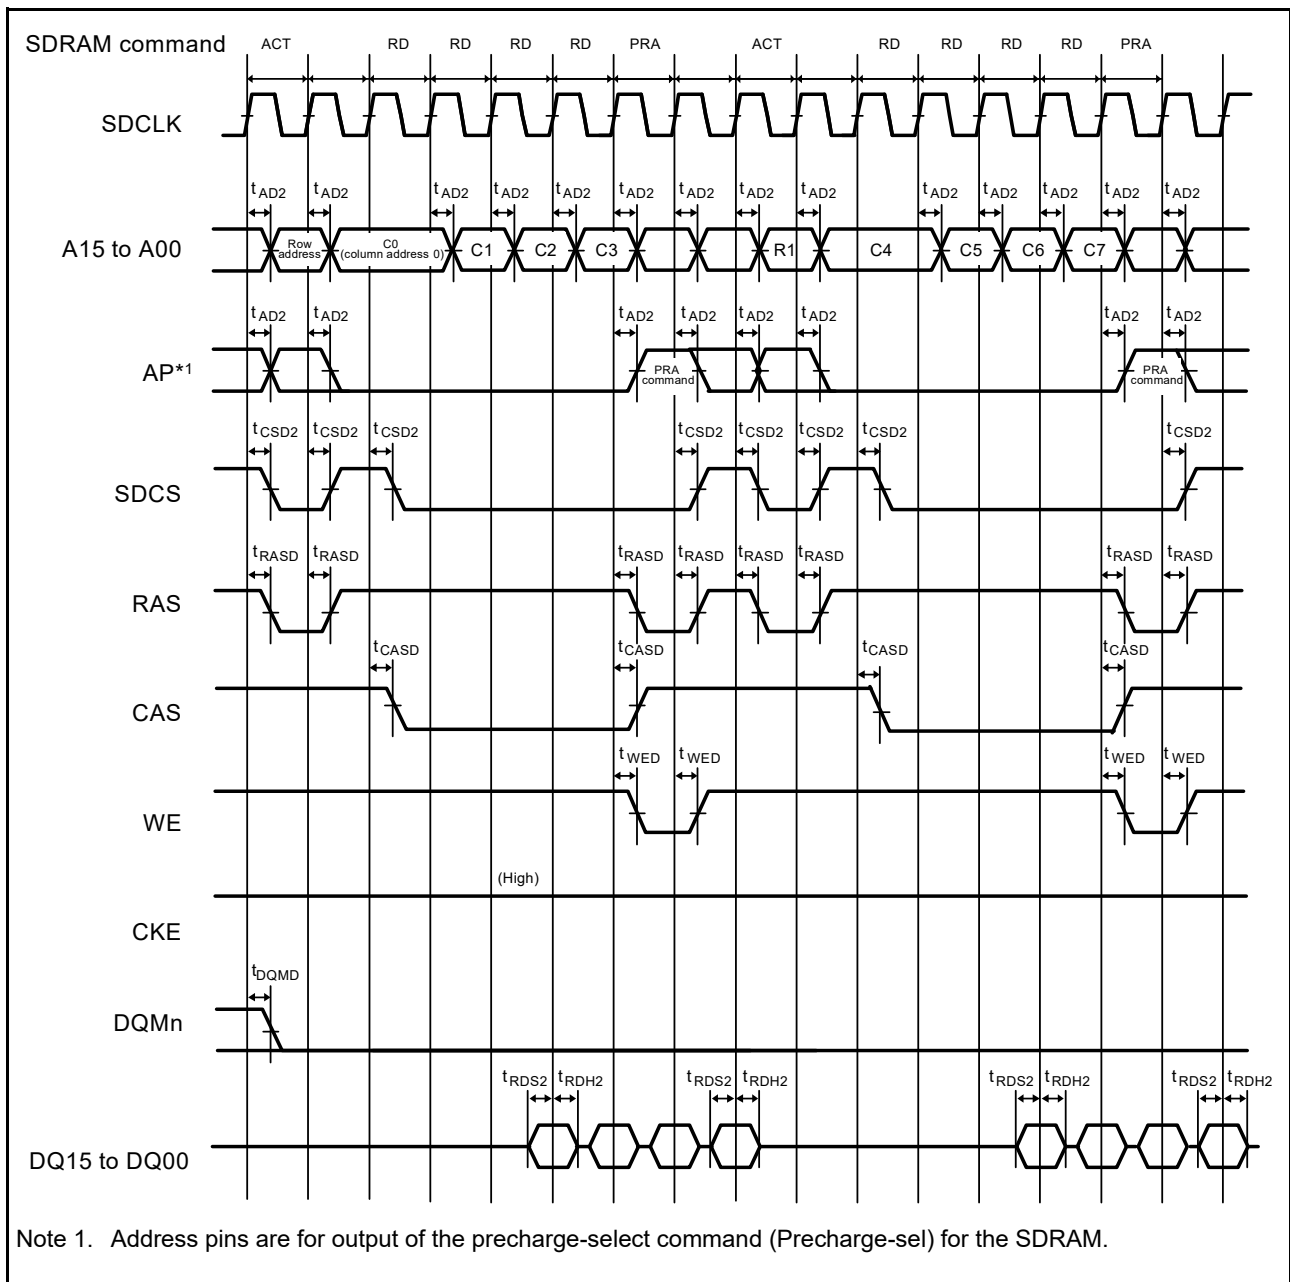 SDRAM command ACT RD RD RD RD PRA ACT RD RD RD RD PRA
SDCLK
tAD2 tAD2 tAD2 tAD2 tAD2 tAD2 tAD2 tAD2 tAD2 tAD2 tAD2 tAD2 tAD2 tAD2
A15 to A00 Row address C0 (column address 0) C1 C2 C3 R1 C4 C5 C6 C7
tAD2 tAD2 tAD2 tAD2 tAD2 tAD2 tAD2 tAD2
AP*1 PRA command PRA command
tCSD2 tCSD2 tCSD2 tCSD2 tCSD2 tCSD2 tCSD2 tCSD2
SDCS
tRASD tRASD tRASD tRASD tRASD tRASD tRASD tRASD
RAS
tCASD tCASD tCASD tCASD
CAS
tWED tWED tWED tWED
WE
(High)
CKE
tDQMD
DQMn
tRDS2 tRDH2 tRDS2 tRDH2 tRDS2 tRDH2 tRDS2 tRDH2
DQ15 to DQ00
Note 1. Address pins are for output of the precharge-select command (Precharge-sel) for the SDRAM.